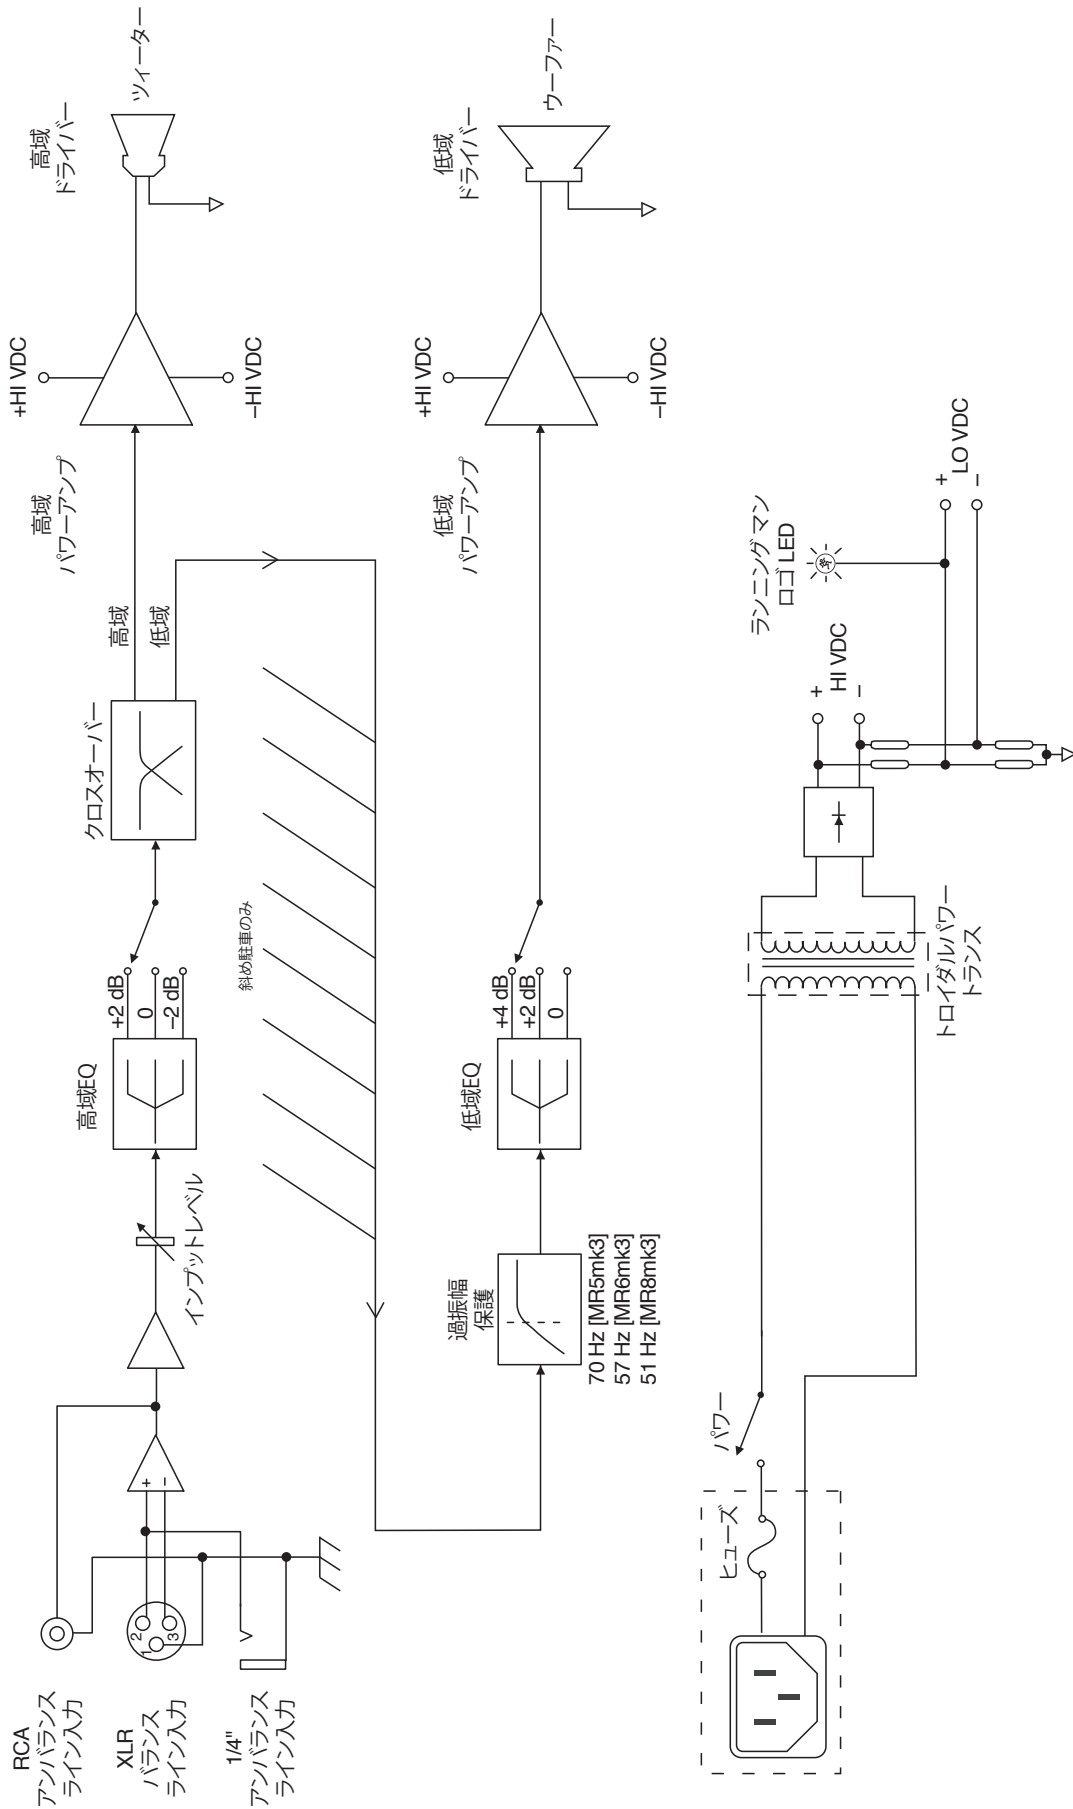 RCA
アンバランス
ライン入力
XLR
バランス
ライン入力
1/4"
アンバランス
ライン入力
2
1
3
+
−
インプットレベル
高域EQ
+2 dB
0
−2 dB
クロスオーバー
高域
低域
高域
パワーアンプ
+HI VDC
−HI VDC
高域
ドライバー
ツィーター
斜め駐車のみ
過振幅
保護
70 Hz [MR5mk3]
57 Hz [MR6mk3]
51 Hz [MR8mk3]
低域EQ
+4 dB
+2 dB
0
低域
パワーアンプ
+HI VDC
−HI VDC
低域
ドライバー
ウーファー
ヒューズ
パワー
トロイダルパワー
トランス
+
HI VDC
−
ランニングマン
ロゴ LED
+
LO VDC
−